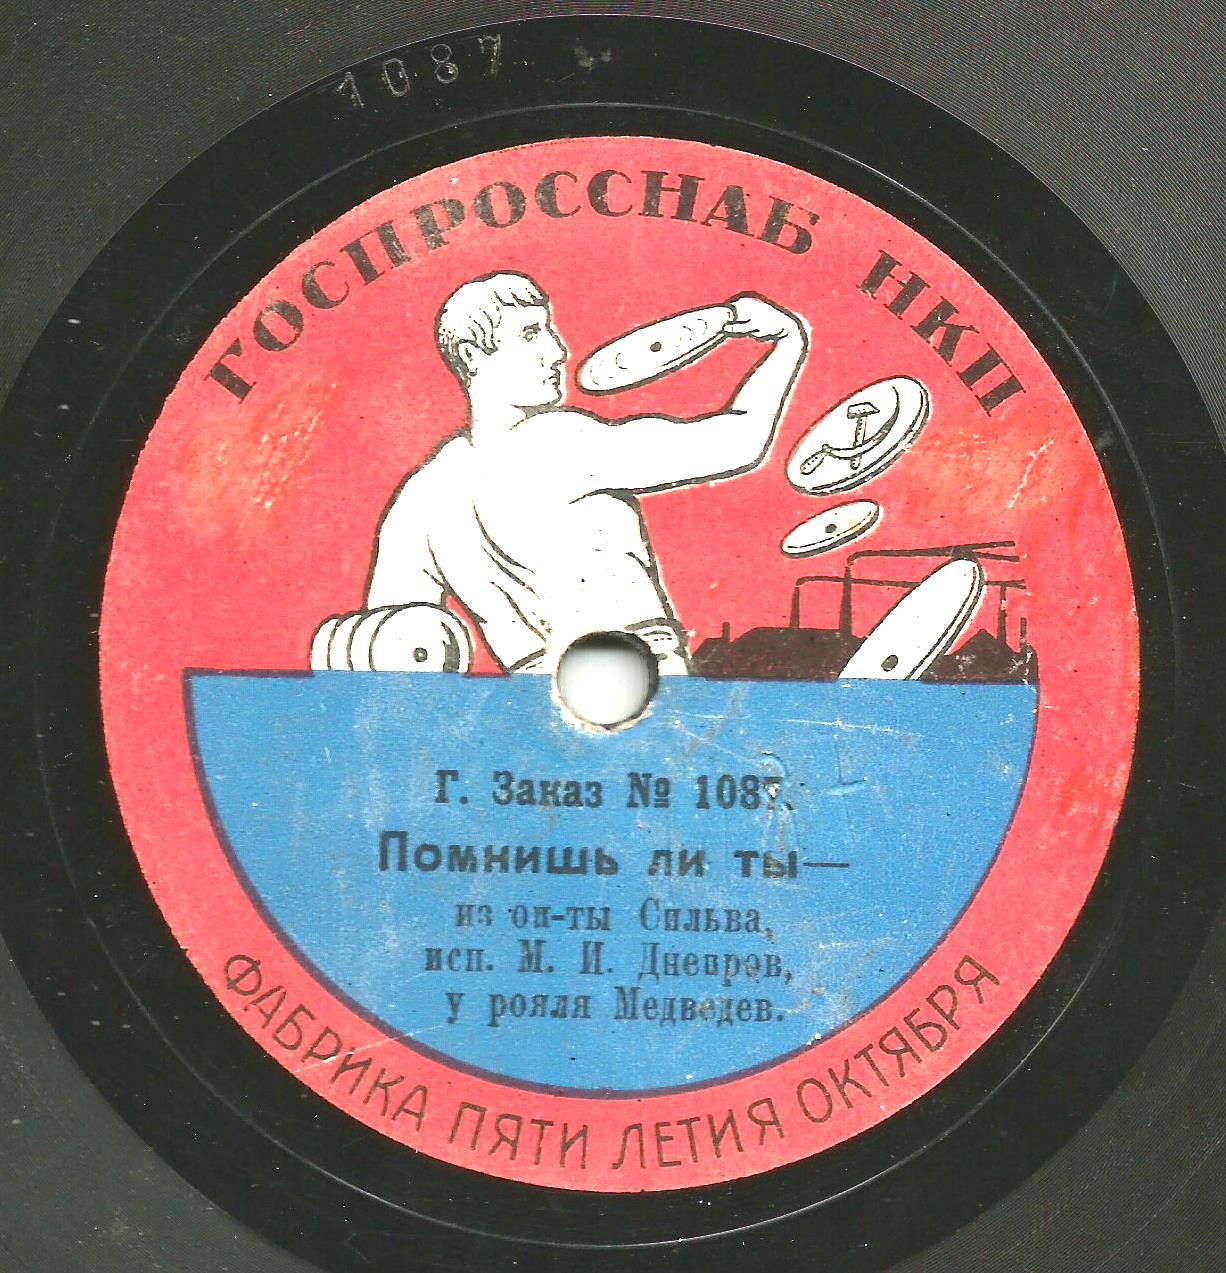 1087
ГОСПРОССНАБ НКП
Г. Заказ № 1087.
Помнишь ли ты—
из оп-ты Сильва,
исп. М. И. Днепров,
у рояля Медведев.
ФАБРИКА ПЯТИ ЛЕТИЯ ОКТЯБРЯ